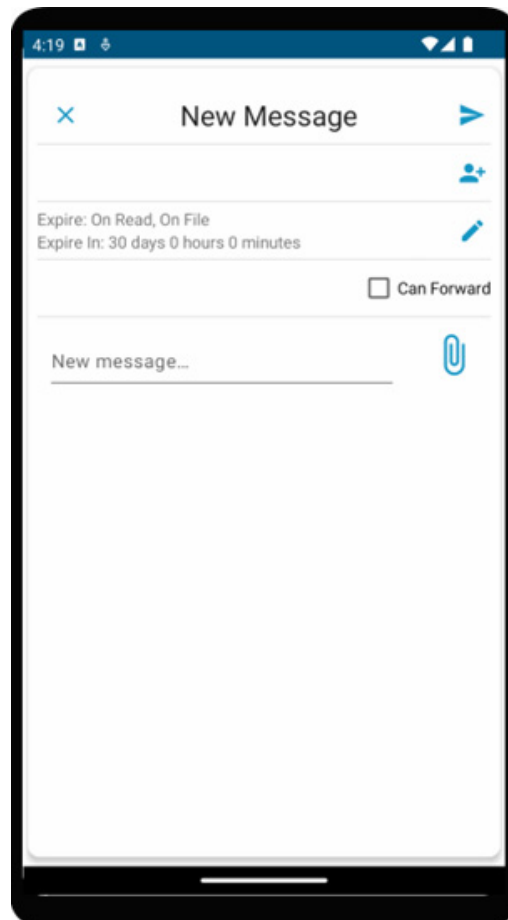 4:19
New Message
Expire: On Read, On File
Expire In: 30 days 0 hours 0 minutes
Can Forward
New message…